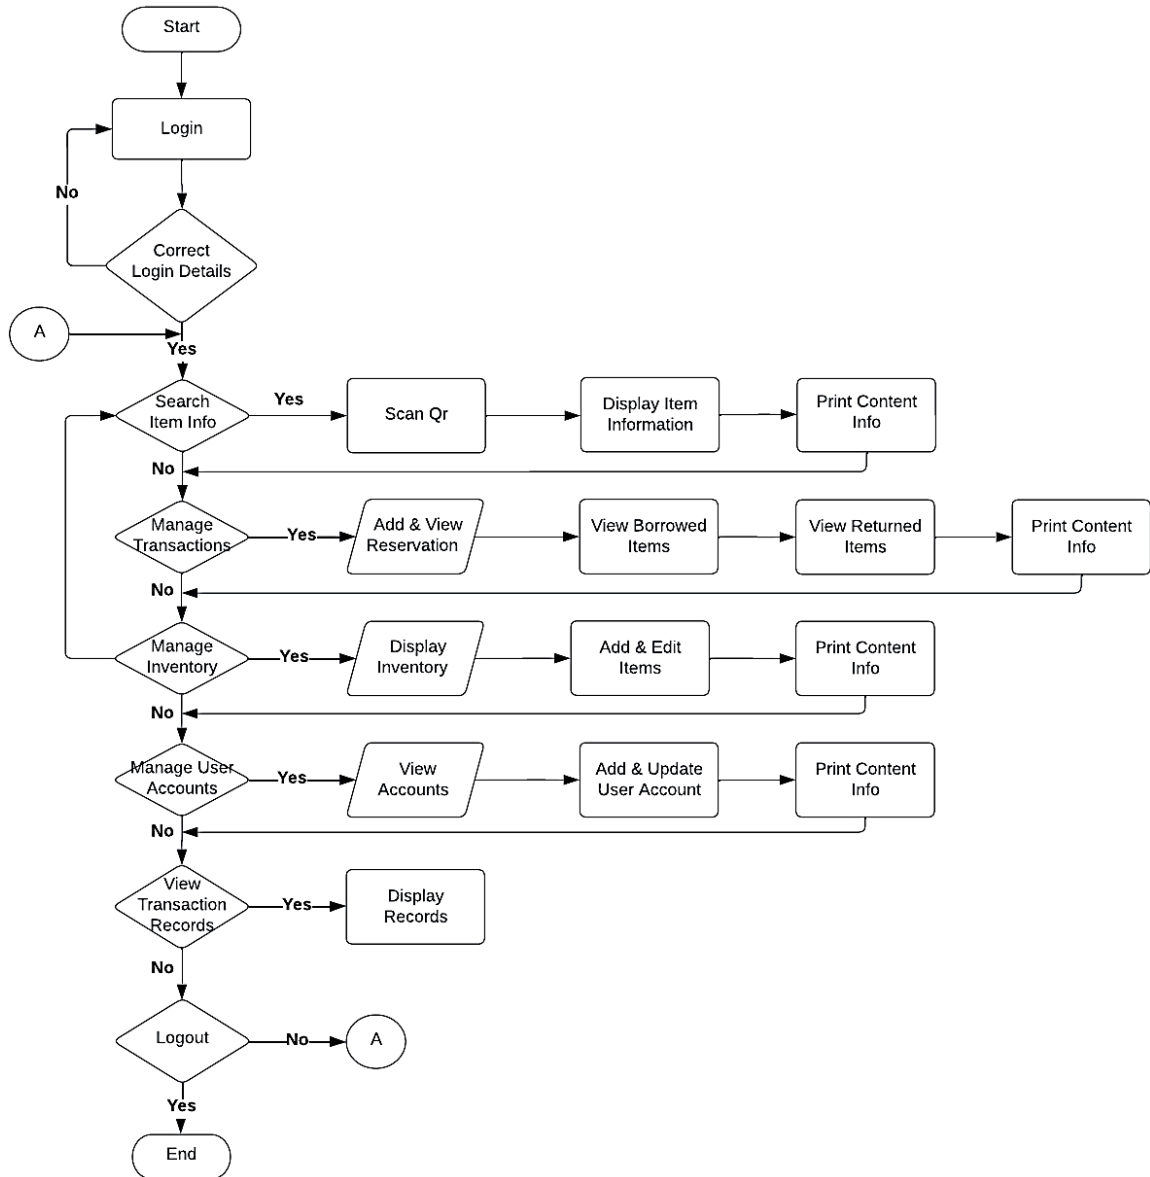 Start
Login
No
Correct
Login Details
A
Yes
Search
Item Info
Yes
Scan Qr
Display Item
Information
Print Content
Info
No
Manage
Transactions
Yes
Add & View
Reservation
View Borrowed
Items
View Returned
Items
Print Content
Info
No
Manage
Inventory
Yes
Display
Inventory
Add & Edit
Items
Print Content
Info
No
Manage User
Accounts
Yes
View
Accounts
Add & Update
User Account
Print Content
Info
No
View
Transaction
Records
Yes
Display
Records
No
Logout
No
A
Yes
End